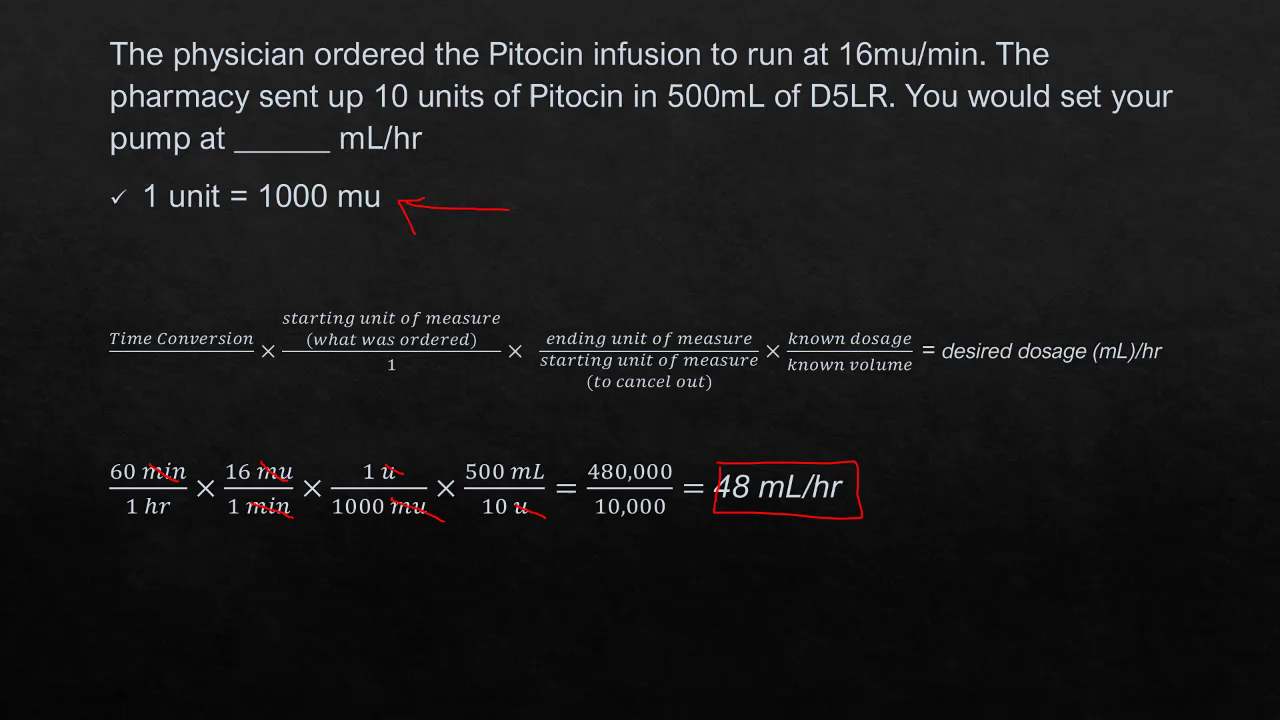 The physician ordered the Pitocin infusion to run at 16mu/min. The
pharmacy sent up 10 units of Pitocin in 500mL of D5LR. You would set your
pump at ______ mL/hr
✓ 1 unit = 1000 mu
Time Conversion × starting unit of measure (what was ordered) / 1 × ending unit of measure / starting unit of measure (to cancel out) × known dosage / known volume = desired dosage (mL)/hr
60 min / 1 hr × 16 mu / 1 min × 1 u / 1000 mu × 500 mL / 10 u = 480,000 / 10,000 = 48 mL/hr